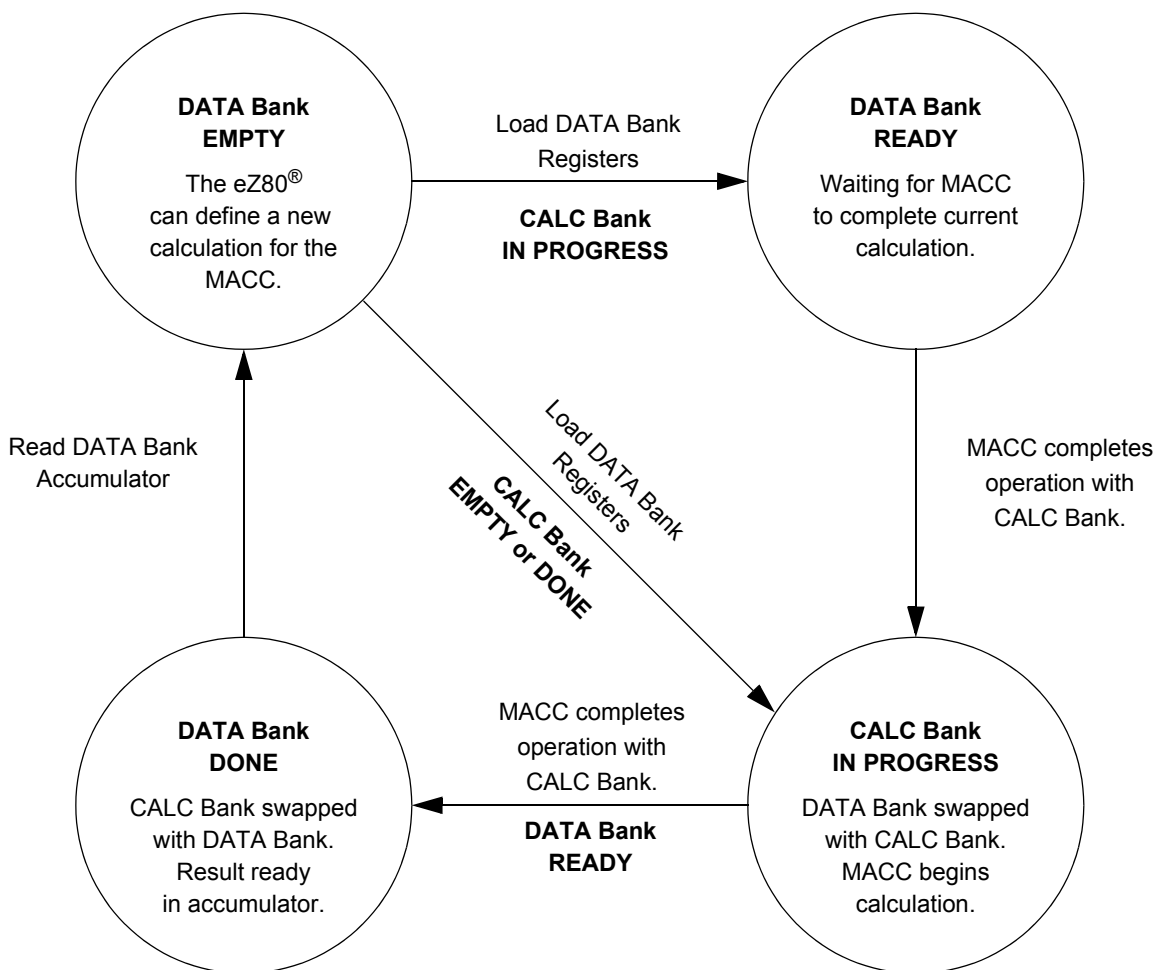 DATA Bank
EMPTY
The eZ80®
can define a new
calculation for the
MACC.
Load DATA Bank
Registers
CALC Bank
IN PROGRESS
DATA Bank
READY
Waiting for MACC
to complete current
calculation.
Read DATA Bank
Accumulator
Load DATA Bank
Registers
CALC Bank
EMPTY or DONE
MACC completes
operation with
CALC Bank.
DATA Bank
DONE
CALC Bank swapped
with DATA Bank.
Result ready
in accumulator.
MACC completes
operation with
CALC Bank.
DATA Bank
READY
CALC Bank
IN PROGRESS
DATA Bank swapped
with CALC Bank.
MACC begins
calculation.